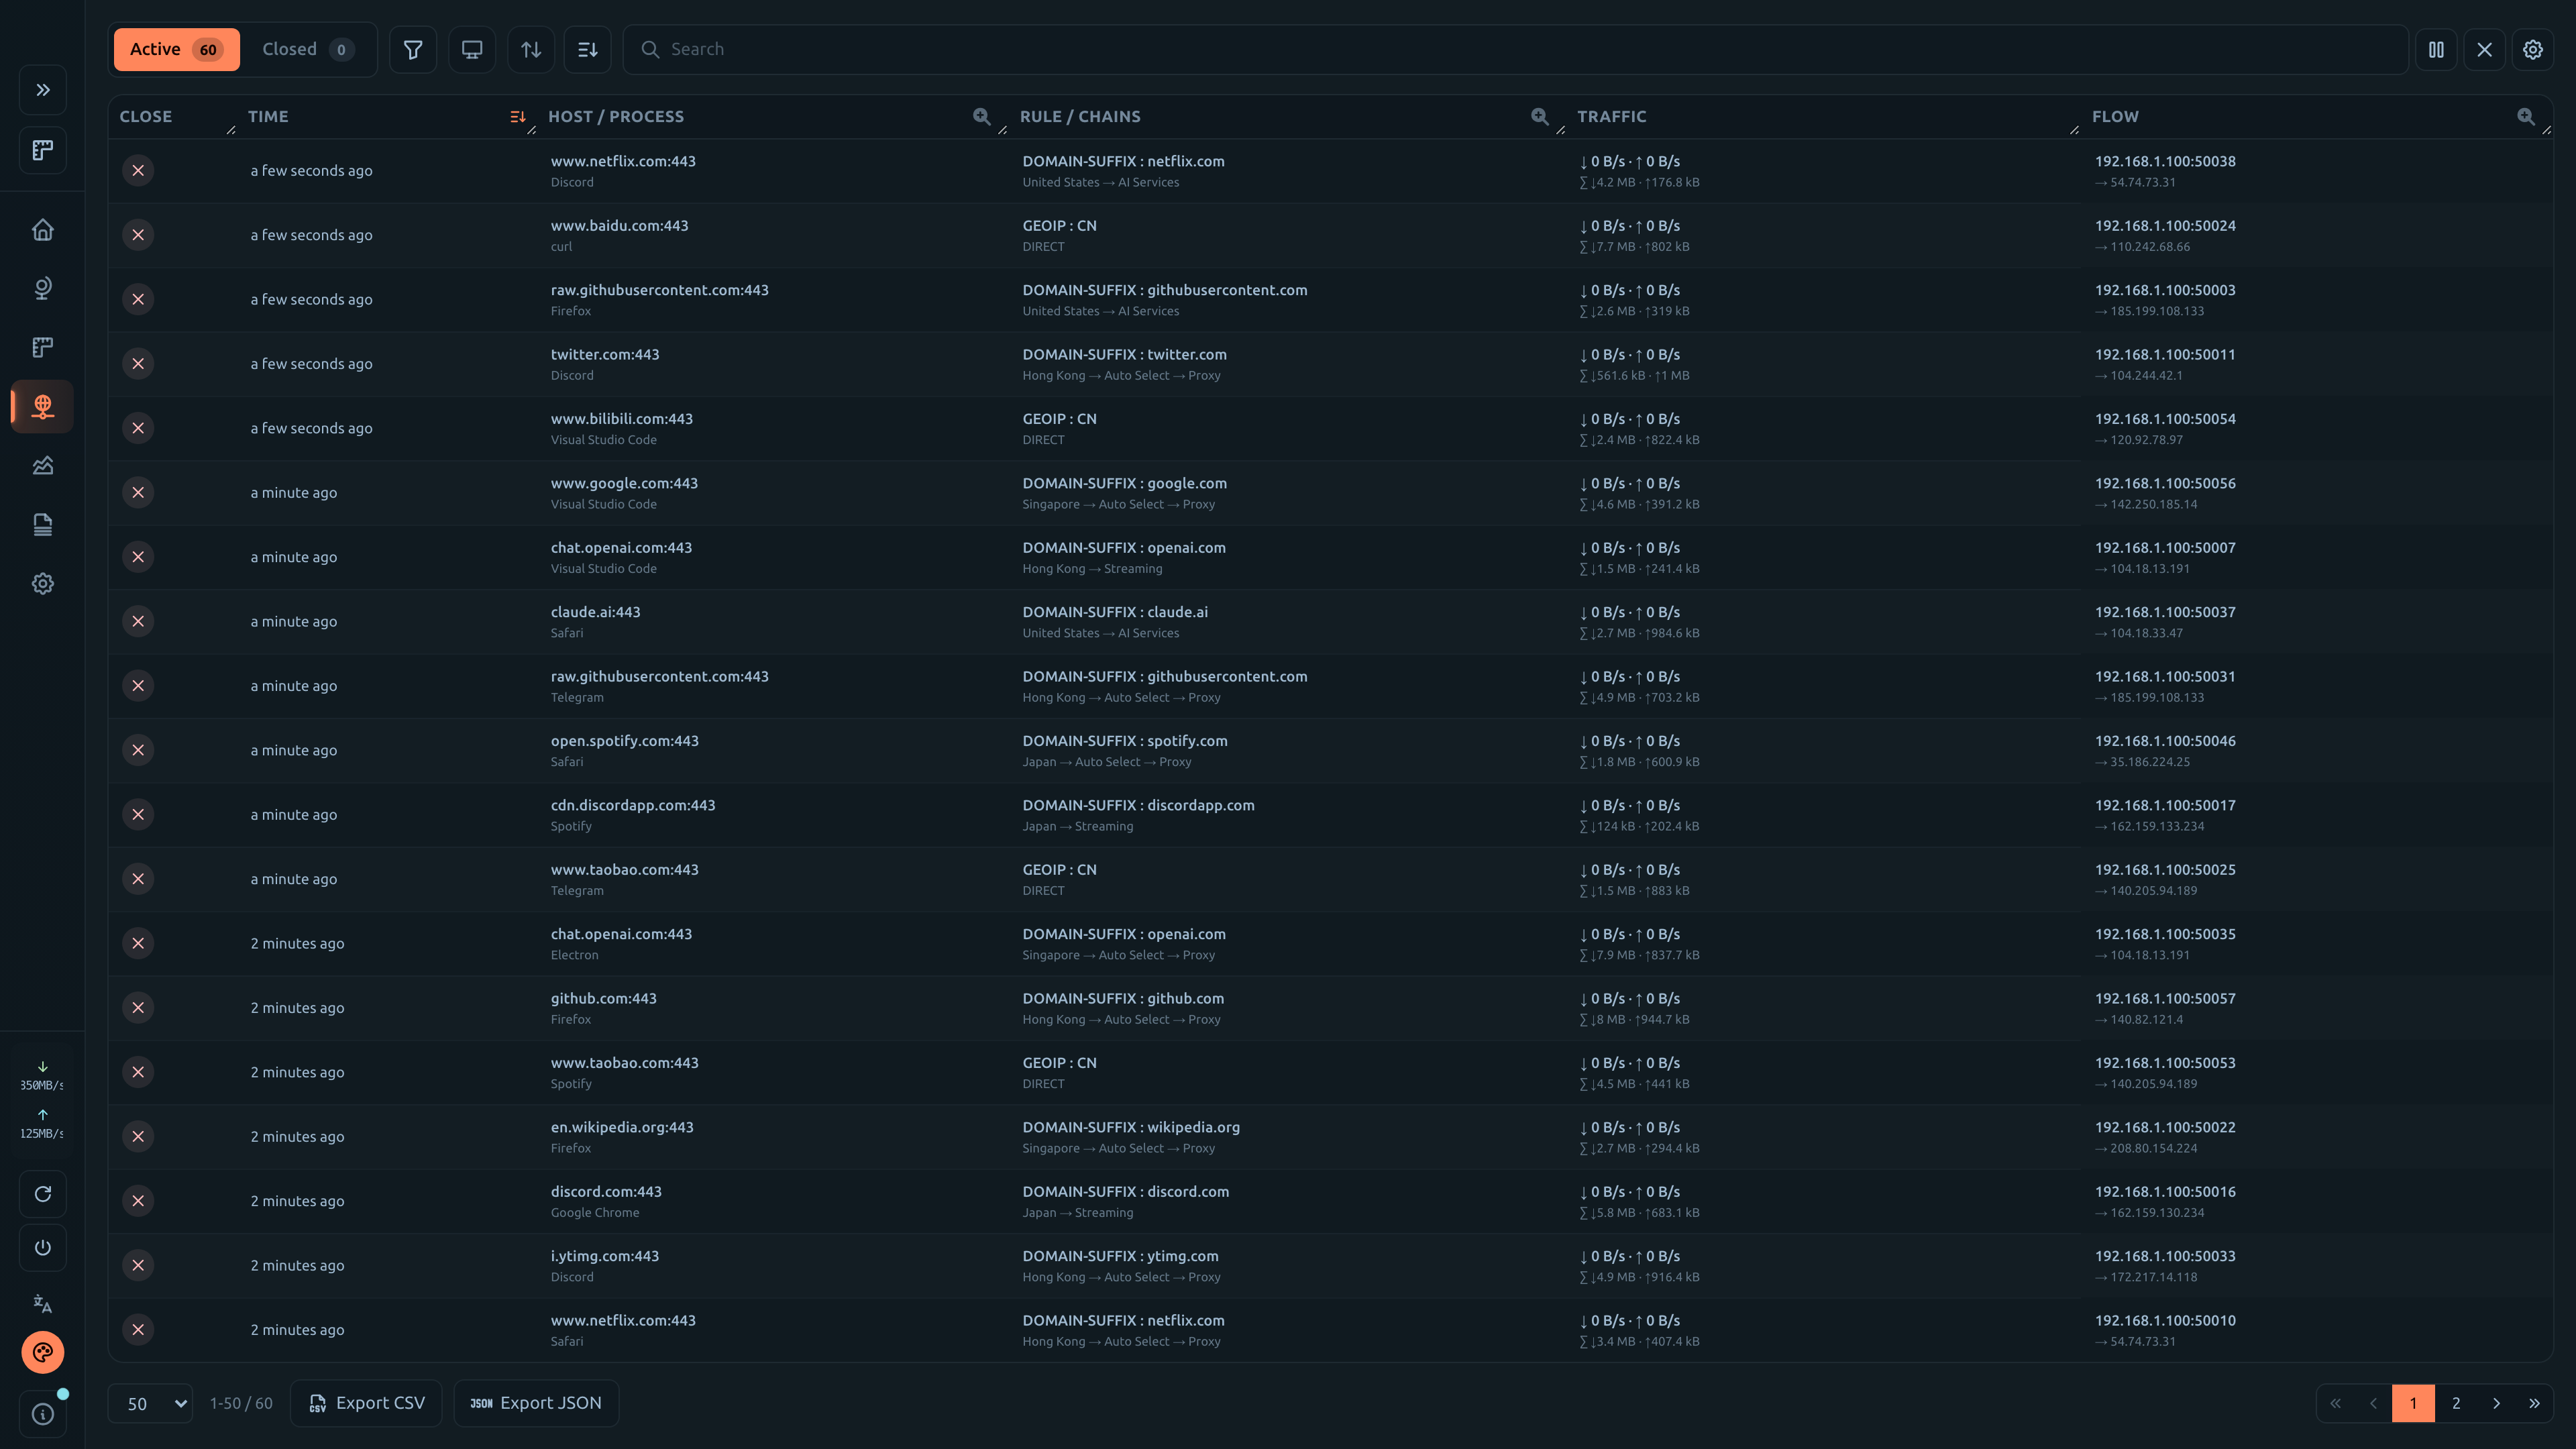 Active 60 Closed 0 Search
CLOSE TIME HOST / PROCESS RULE / CHAINS TRAFFIC FLOW
a few seconds ago www.netflix.com:443 DOMAIN-SUFFIX : netflix.com ↓ 0 B/s · ↑ 0 B/s 192.168.1.100:50038
Discord United States → AI Services ∑ ↓4.2 MB · ↑176.8 kB → 54.74.73.31
a few seconds ago www.baidu.com:443 GEOIP : CN ↓ 0 B/s · ↑ 0 B/s 192.168.1.100:50024
curl DIRECT ∑ ↓7.7 MB · ↑802 kB → 110.242.68.66
a few seconds ago raw.githubusercontent.com:443 DOMAIN-SUFFIX : githubusercontent.com ↓ 0 B/s · ↑ 0 B/s 192.168.1.100:50003
Firefox United States → AI Services ∑ ↓2.6 MB · ↑319 kB → 185.199.108.133
a few seconds ago twitter.com:443 DOMAIN-SUFFIX : twitter.com ↓ 0 B/s · ↑ 0 B/s 192.168.1.100:50011
Discord Hong Kong → Auto Select → Proxy ∑ ↓561.6 kB · ↑1 MB → 104.244.42.1
a few seconds ago www.bilibili.com:443 GEOIP : CN ↓ 0 B/s · ↑ 0 B/s 192.168.1.100:50054
Visual Studio Code DIRECT ∑ ↓2.4 MB · ↑822.4 kB → 120.92.78.97
a minute ago www.google.com:443 DOMAIN-SUFFIX : google.com ↓ 0 B/s · ↑ 0 B/s 192.168.1.100:50056
Visual Studio Code Singapore → Auto Select → Proxy ∑ ↓4.6 MB · ↑391.2 kB → 142.250.185.14
a minute ago chat.openai.com:443 DOMAIN-SUFFIX : openai.com ↓ 0 B/s · ↑ 0 B/s 192.168.1.100:50007
Visual Studio Code Hong Kong → Streaming ∑ ↓1.5 MB · ↑241.4 kB → 104.18.13.191
a minute ago claude.ai:443 DOMAIN-SUFFIX : claude.ai ↓ 0 B/s · ↑ 0 B/s 192.168.1.100:50037
Safari United States → AI Services ∑ ↓2.7 MB · ↑984.6 kB → 104.18.33.47
a minute ago raw.githubusercontent.com:443 DOMAIN-SUFFIX : githubusercontent.com ↓ 0 B/s · ↑ 0 B/s 192.168.1.100:50031
Telegram Hong Kong → Auto Select → Proxy ∑ ↓4.9 MB · ↑703.2 kB → 185.199.108.133
a minute ago open.spotify.com:443 DOMAIN-SUFFIX : spotify.com ↓ 0 B/s · ↑ 0 B/s 192.168.1.100:50046
Safari Japan → Auto Select → Proxy ∑ ↓1.8 MB · ↑600.9 kB → 35.186.224.25
a minute ago cdn.discordapp.com:443 DOMAIN-SUFFIX : discordapp.com ↓ 0 B/s · ↑ 0 B/s 192.168.1.100:50017
Spotify Japan → Streaming ∑ ↓124 kB · ↑202.4 kB → 162.159.133.234
a minute ago www.taobao.com:443 GEOIP : CN ↓ 0 B/s · ↑ 0 B/s 192.168.1.100:50025
Telegram DIRECT ∑ ↓1.5 MB · ↑883 kB → 140.205.94.189
2 minutes ago chat.openai.com:443 DOMAIN-SUFFIX : openai.com ↓ 0 B/s · ↑ 0 B/s 192.168.1.100:50035
Electron Singapore → Auto Select → Proxy ∑ ↓7.9 MB · ↑837.7 kB → 104.18.13.191
2 minutes ago github.com:443 DOMAIN-SUFFIX : github.com ↓ 0 B/s · ↑ 0 B/s 192.168.1.100:50057
Firefox Hong Kong → Auto Select → Proxy ∑ ↓8 MB · ↑944.7 kB → 140.82.121.4
2 minutes ago www.taobao.com:443 GEOIP : CN ↓ 0 B/s · ↑ 0 B/s 192.168.1.100:50053
Spotify DIRECT ∑ ↓4.5 MB · ↑441 kB → 140.205.94.189
2 minutes ago en.wikipedia.org:443 DOMAIN-SUFFIX : wikipedia.org ↓ 0 B/s · ↑ 0 B/s 192.168.1.100:50022
Firefox Singapore → Auto Select → Proxy ∑ ↓2.7 MB · ↑294.4 kB → 208.80.154.224
2 minutes ago discord.com:443 DOMAIN-SUFFIX : discord.com ↓ 0 B/s · ↑ 0 B/s 192.168.1.100:50016
Google Chrome Japan → Streaming ∑ ↓5.8 MB · ↑683.1 kB → 162.159.130.234
2 minutes ago i.ytimg.com:443 DOMAIN-SUFFIX : ytimg.com ↓ 0 B/s · ↑ 0 B/s 192.168.1.100:50033
Discord Hong Kong → Auto Select → Proxy ∑ ↓4.9 MB · ↑916.4 kB → 172.217.14.118
2 minutes ago www.netflix.com:443 DOMAIN-SUFFIX : netflix.com ↓ 0 B/s · ↑ 0 B/s 192.168.1.100:50010
Safari Hong Kong → Auto Select → Proxy ∑ ↓3.4 MB · ↑407.4 kB → 54.74.73.31
↓
350MB/s
↑
125MB/s
50 1-50 / 60 CSV Export CSV JSON Export JSON « ‹ 1 2 › »